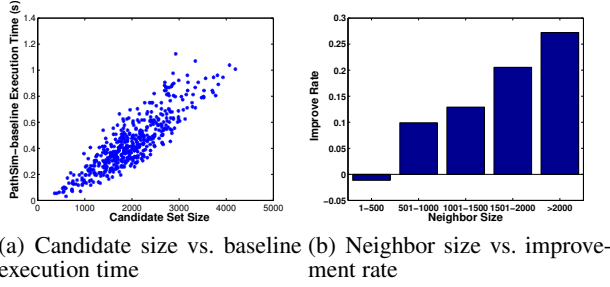 PathSim−baseline Execution Time (s)
1.4
1.2
1
0.8
0.6
0.4
0.2
0
0 1000 2000 3000 4000 5000
Candidate Set Size
Improve Rate
0.3
0.25
0.2
0.15
0.1
0.05
0
−0.05
1−500 501−1000 1001−1500 1501−2000 >2000
Neighbor Size
(a) Candidate size vs. baseline
execution time
(b) Neighbor size vs. improve-
ment rate